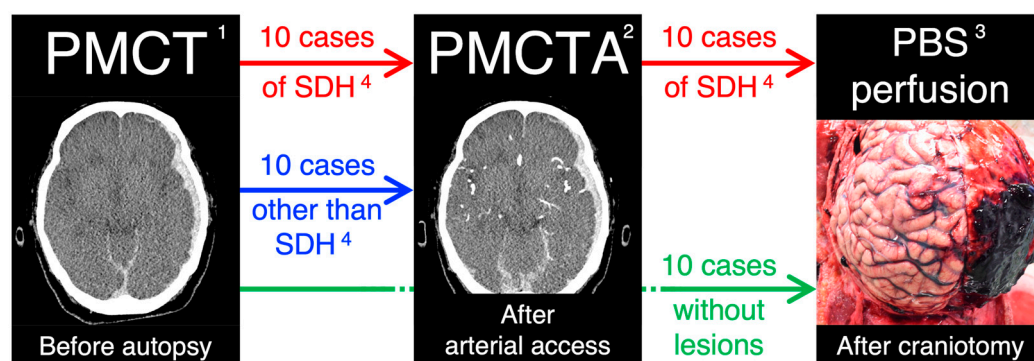 PMCT ¹
Before autopsy
10 cases
of SDH ⁴
10 cases
other than
SDH ⁴
PMCTA ²
After
arterial access
10 cases
of SDH ⁴
10 cases
without
lesions
PBS ³
perfusion
After craniotomy